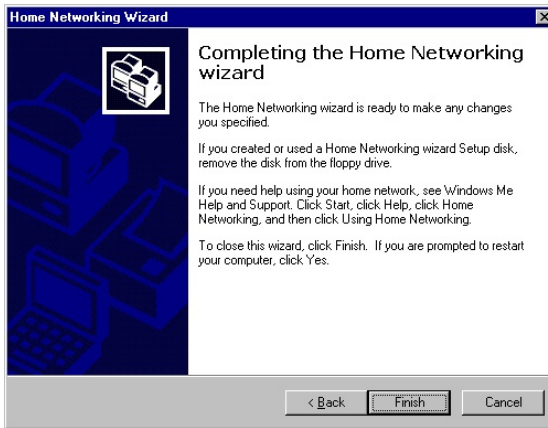 Home Networking Wizard
Completing the Home Networking
wizard
The Home Networking wizard is ready to make any changes
you specified.
If you created or used a Home Networking wizard Setup disk,
remove the disk from the floppy drive.
If you need help using your home network, see Windows Me
Help and Support. Click Start, click Help, click Home
Networking, and then click Using Home Networking.
To close this wizard, click Finish. If you are prompted to restart
your computer, click Yes.
< Back Finish Cancel